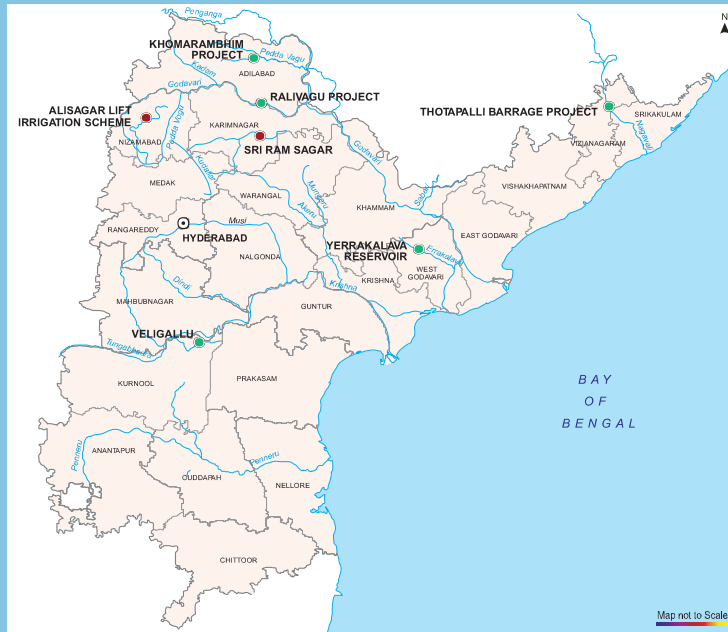 Penganga
N
KHOMARAMBHIM
PROJECT
Pedda Vagu
Kadam
ADILABAD
Godavari
RALIVAGU PROJECT
ALISAGAR LIFT
IRRIGATION SCHEME
THOTAPALLI BARRAGE PROJECT
SRIKAKULAM
Pedda Vagu
KARIMNAGAR
Nagavali
NIZAMABAD
SRI RAM SAGAR
VIZIANAGARAM
Godavari
Kudaliar
MEDAK
Sabari
VISHAKHAPATNAM
WARANGAL
Munneru
Akeru
KHAMMAM
Musi
RANGAREDDY
HYDERABAD
EAST GODAVARI
YERRAKALAVA
RESERVOIR
Errakalava
NALGONDA
WEST
GODAVARI
KRISHNA
Dindi
Krishna
MAHBUBNAGAR
GUNTUR
VELIGALLU
Tungabhadra
KURNOOL
PRAKASAM
BAY
OF
BENGAL
ANANTAPUR
Penneru
Penneru
CUDDAPAH
NELLORE
CHITTOOR
Map not to Scale